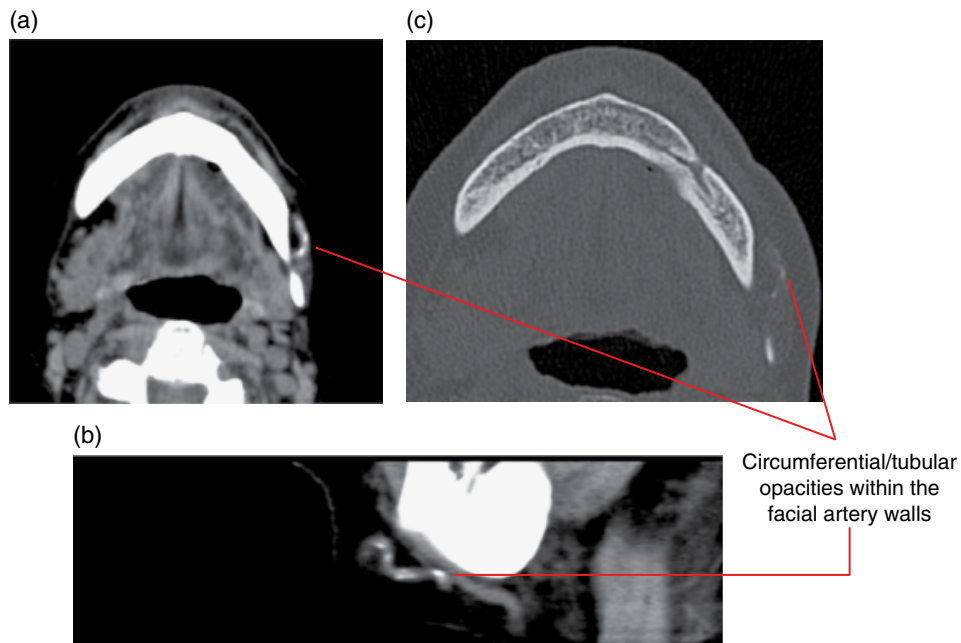 (a)
(c)
(b)
Circumferential/tubular
opacities within the
facial artery walls